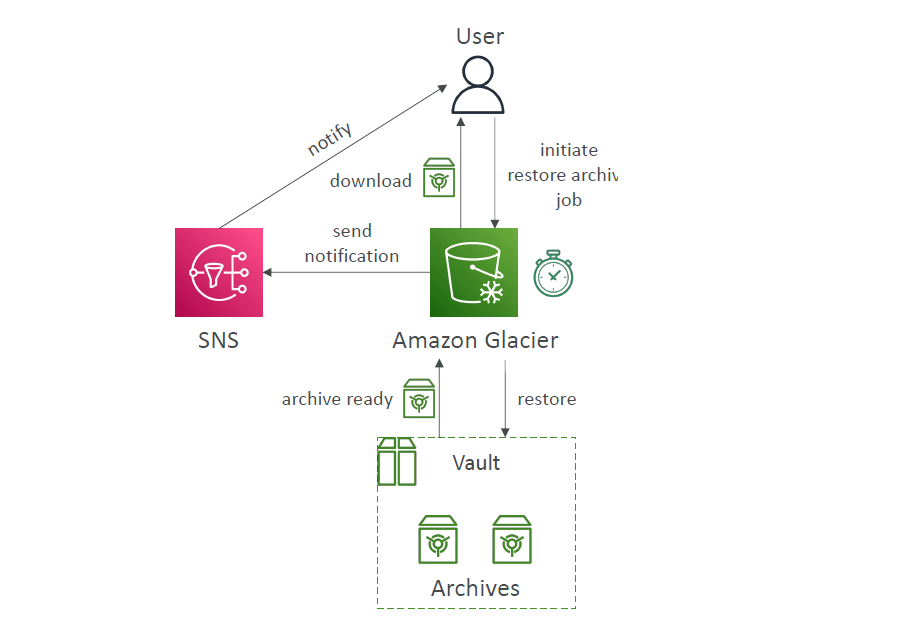 User
notify
initiate
restore archiv
job
download
send
notification
SNS
Amazon Glacier
archive ready
restore
Vault
Archives